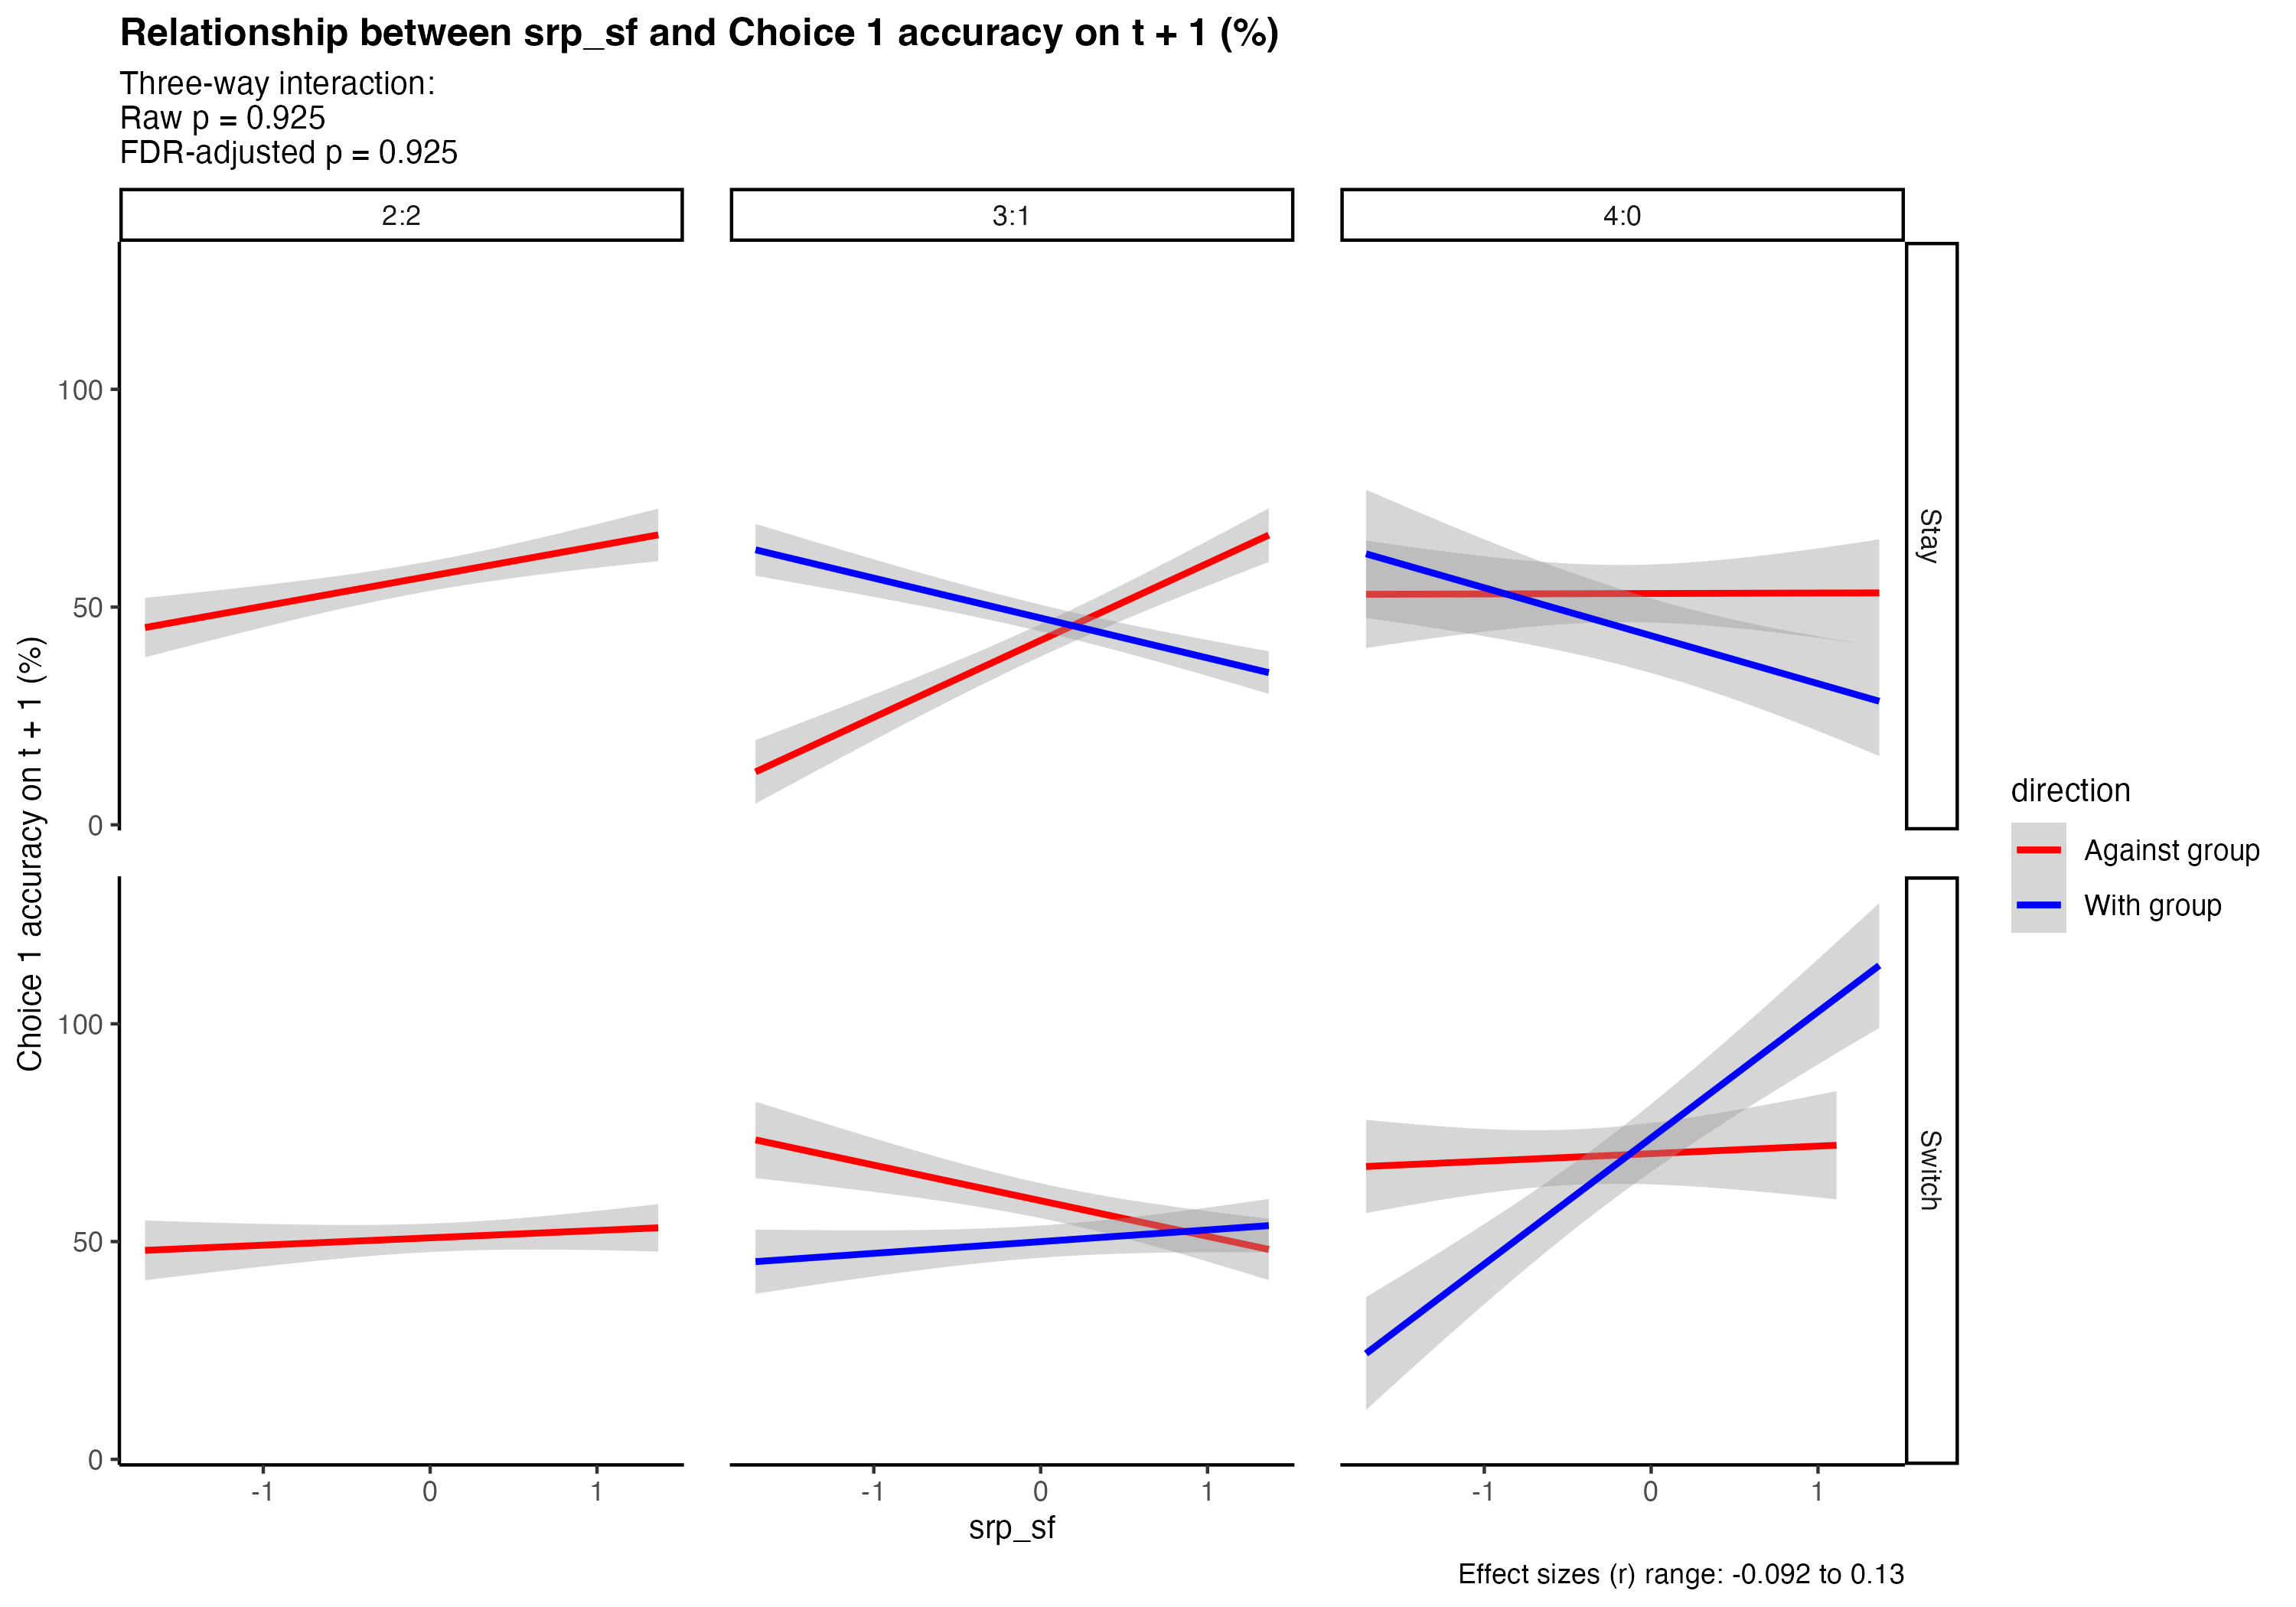 Relationship between srp_sf and Choice 1 accuracy on t + 1 (%)
Three-way interaction:
Raw p = 0.925
FDR-adjusted p = 0.925
2:2
3:1
4:0
Stay
Switch
Choice 1 accuracy on t + 1 (%)
100
50
0
100
50
0
-1
0
1
-1
0
1
-1
0
1
srp_sf
direction
Against group
With group
Effect sizes (r) range: -0.092 to 0.13